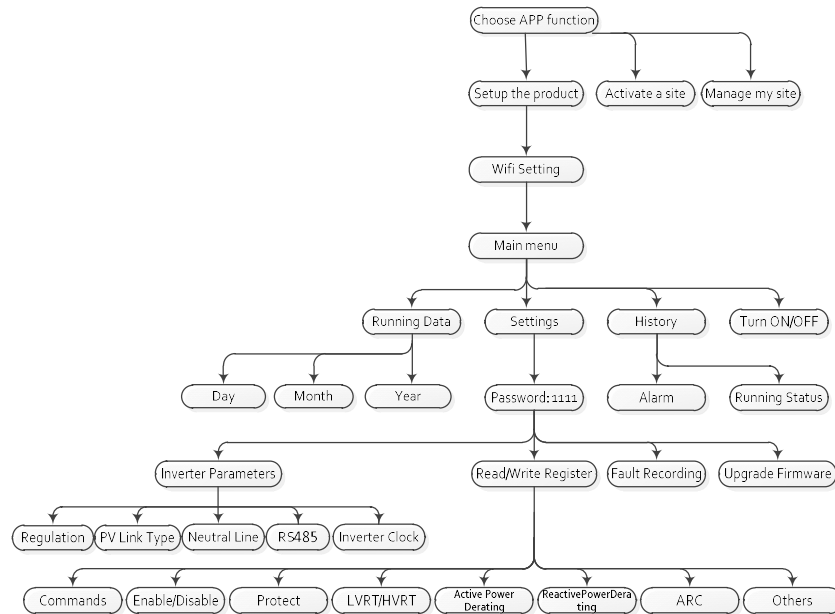 Choose APP function
Setup the product
Activate a site
Manage my site
Wifi Setting
Main menu
Running Data
Settings
History
Turn ON/OFF
Day
Month
Year
Password:1111
Alarm
Running Status
Inverter Parameters
Read/Write Register
Fault Recording
Upgrade Firmware
Regulation
PV Link Type
Neutral Line
RS485
Inverter Clock
Commands
Enable/Disable
Protect
LVRT/HVRT
Active Power
Derating
ReactivePowerDera
ting
ARC
Others